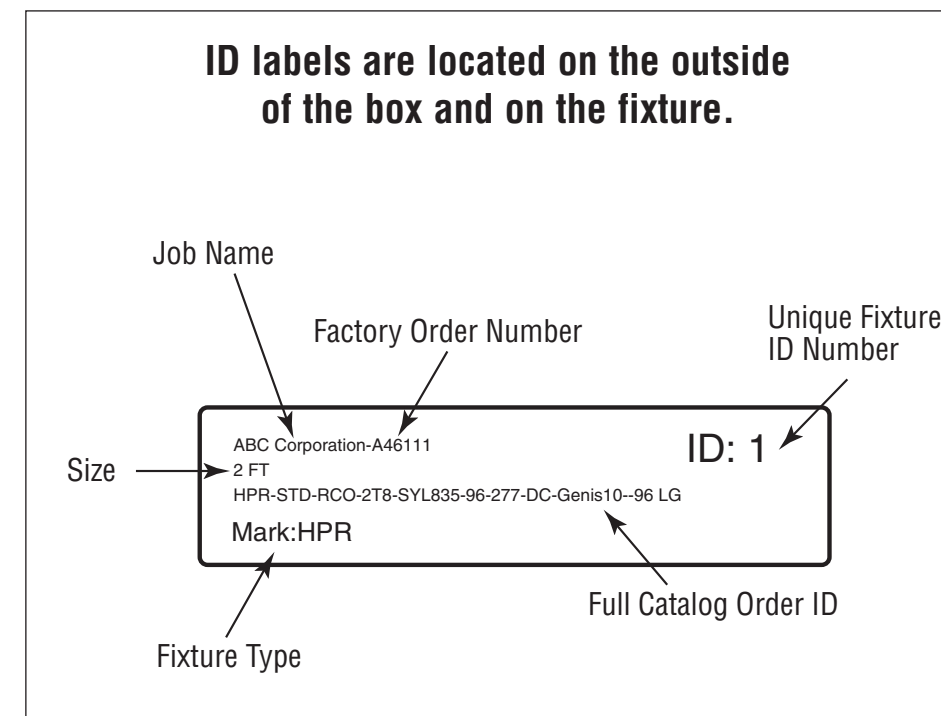 ID labels are located on the outside
of the box and on the fixture.
Job Name
Factory Order Number
Unique Fixture
ID Number
ABC Corporation-A46111
ID: 1
Size
2 FT
HPR-STD-RCO-2T8-SYL835-96-277-DC-Genis10--96 LG
Mark:HPR
Full Catalog Order ID
Fixture Type